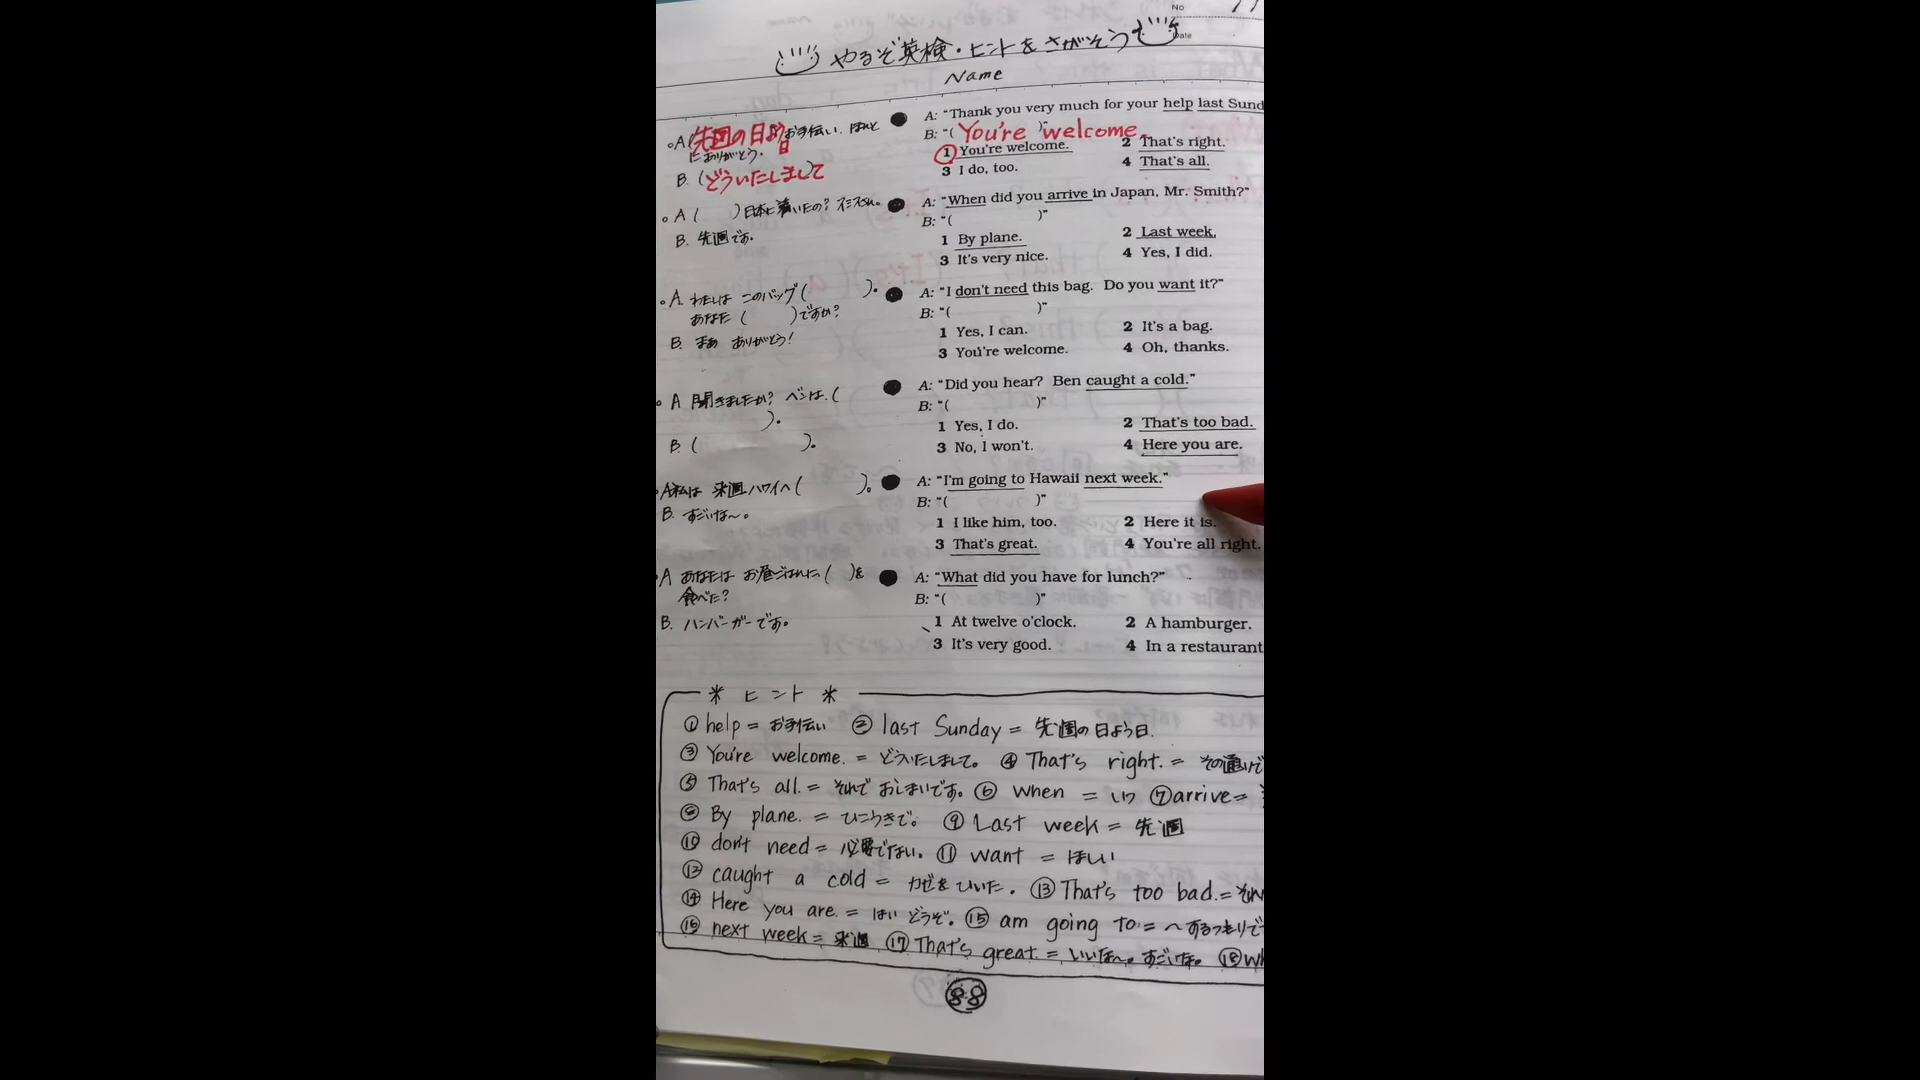 No
Date
やるぞ英検・ヒントをさがそう
Name
A(先週の日よう日)お手伝い、ほんと
にありがとう。
B. (どういたしまして)
A: "Thank you very much for your help last Sund
B: "( You're welcome. )"
1 You're welcome. 2 That's right.
3 I do, too. 4 That's all.
A ( )日本に着いたの? スミスさん。
B. 先週です。
A: "When did you arrive in Japan, Mr. Smith?"
B: "( )"
1 By plane. 2 Last week.
3 It's very nice. 4 Yes, I did.
A. わたしは このバッグ( )。
あなた ( )ですか?
B. まあ ありがとう!
A: "I don't need this bag. Do you want it?"
B: "( )"
1 Yes, I can. 2 It's a bag.
3 You're welcome. 4 Oh, thanks.
A 聞きましたか? ベンは、(
)。
B. ( )。
A: "Did you hear? Ben caught a cold."
B: "( )"
1 Yes, I do. 2 That's too bad.
3 No, I won't. 4 Here you are.
A 私は 来週 ハワイへ( )。
B. すごいな〜。
A: "I'm going to Hawaii next week."
B: "( )"
1 I like him, too. 2 Here it is.
3 That's great. 4 You're all right.
A あなたは お昼ごはんに( )を
食べた?
B. ハンバーガーです。
A: "What did you have for lunch?"
B: "( )"
1 At twelve o'clock. 2 A hamburger.
3 It's very good. 4 In a restaurant
* ヒント *
① help = お手伝い ② last Sunday = 先週の日よう日.
③ You're welcome. = どういたしまして。 ④ That's right. = その通りで
⑤ That's all. = それで おしまいです。 ⑥ when = いつ ⑦ arrive=
⑧ By plane. = ひこうきで。 ⑨ Last week = 先週
⑩ don't need = 必要でない。 ⑪ want = ほしい
⑫ caught a cold = カゼをひいた. ⑬ That's too bad.=
⑭ Here you are. = はい どうぞ。 ⑮ am going to = 〜するつもりで
⑯ next week = 来週 ⑰ That's great = いいな〜。すごいな。 ⑱ wh
88